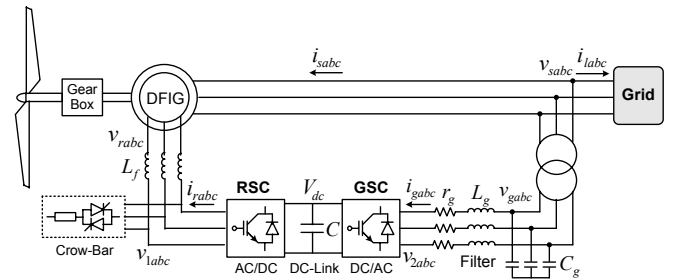 i_sabc
v_sabc
i_labc
Gear
Box
DFIG
Grid
v_rabc
L_f
i_rabc
RSC
V_dc
GSC
i_gabc
r_g
L_g
v_gabc
C
Crow-Bar
v_1abc
AC/DC
DC-Link
DC/AC
v_2abc
Filter
C_g